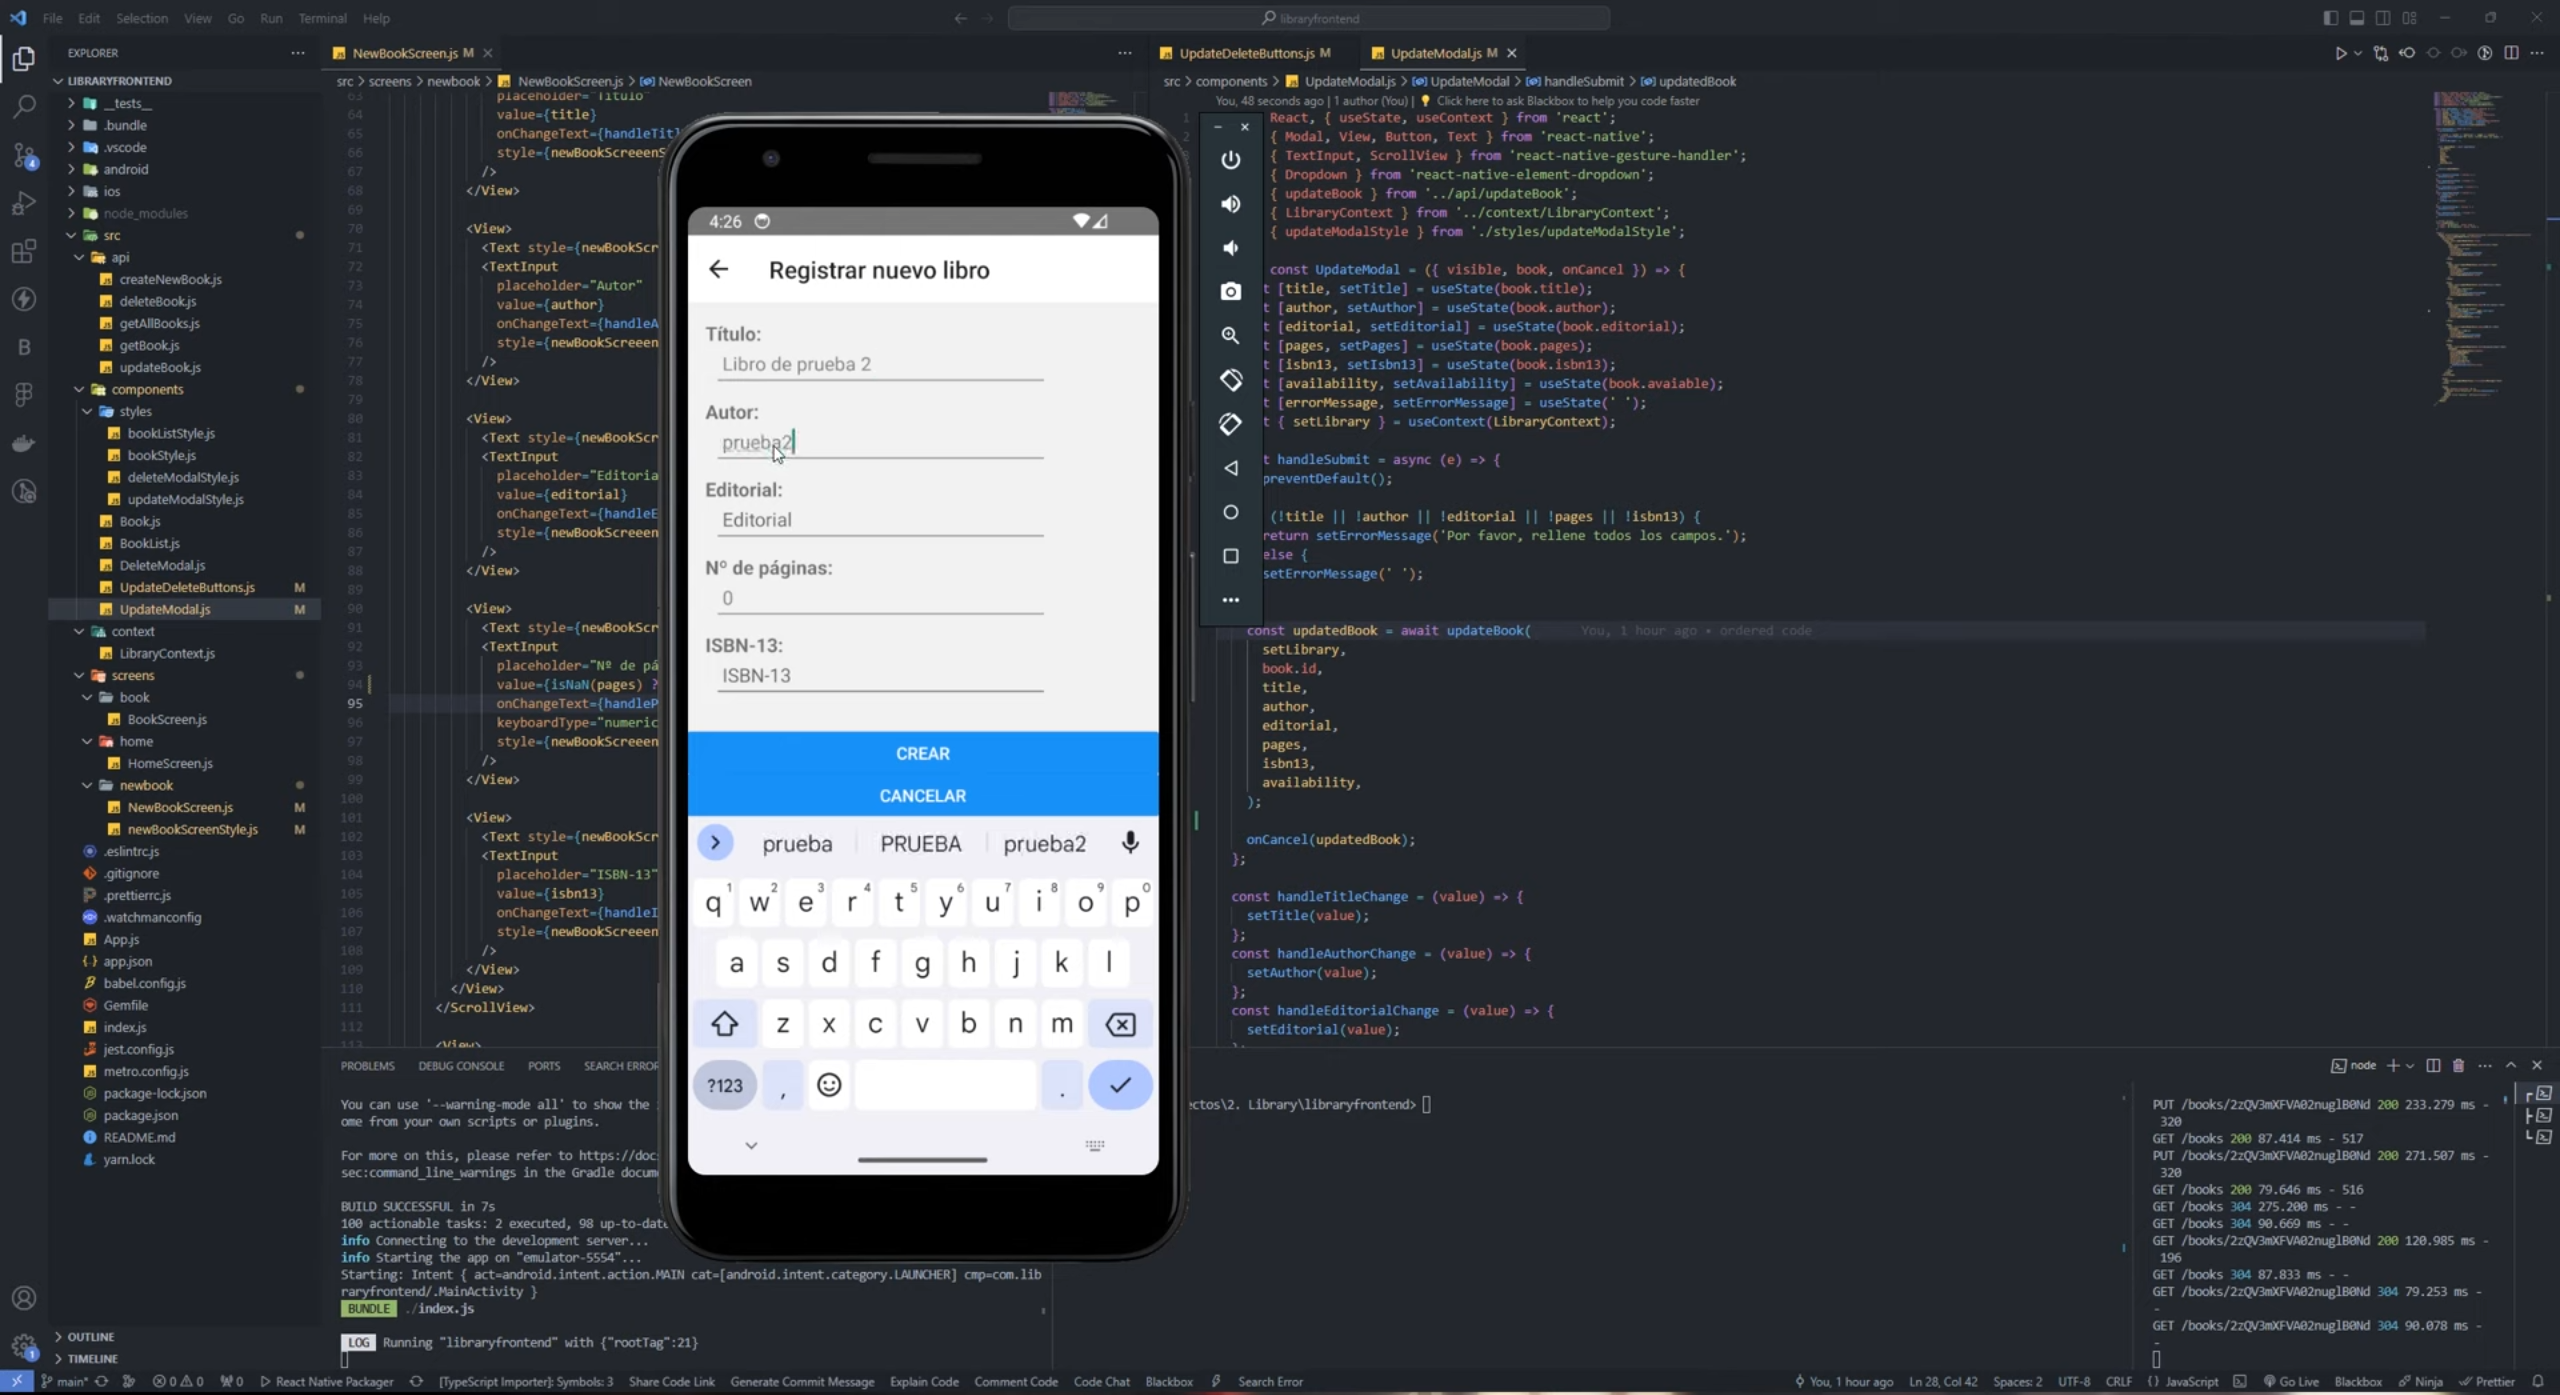 File Edit Selection View Go Run Terminal Help
libraryfrontend
EXPLORER
LIBRARYFRONTEND
__tests__
.bundle
.vscode
android
ios
node_modules
src
api
createNewBook.js
deleteBook.js
getAllBooks.js
getBook.js
updateBook.js
components
styles
bookListStyle.js
bookStyle.js
deleteModalStyle.js
updateModalStyle.js
Book.js
BookList.js
DeleteModal.js
UpdateDeleteButtons.js M
UpdateModal.js M
context
LibraryContext.js
screens
book
BookScreen.js
home
HomeScreen.js
newbook
NewBookScreen.js M
newBookScreenStyle.js M
.eslintrc.js
.gitignore
.prettierrc.js
.watchmanconfig
App.js
app.json
babel.config.js
Gemfile
index.js
jest.config.js
metro.config.js
package-lock.json
package.json
README.md
yarn.lock
OUTLINE
TIMELINE
NewBookScreen.js M
src > screens > newbook > NewBookScreen.js > NewBookScreen
63 placeholder="Título"
64 value={title}
65 onChangeText={handleTitl
66 style={newBookScreeenS
67 />
68 </View>
69
70 <View>
71 <Text style={newBookScr
72 <TextInput
73 placeholder="Autor"
74 value={author}
75 onChangeText={handleA
76 style={newBookScreeen
77 />
78 </View>
79
80 <View>
81 <Text style={newBookScr
82 <TextInput
83 placeholder="Editoria
84 value={editorial}
85 onChangeText={handleE
86 style={newBookScreeen
87 />
88 </View>
89
90 <View>
91 <Text style={newBookScr
92 <TextInput
93 placeholder="Nº de pá
94 value={isNaN(pages) ?
95 onChangeText={handleP
96 keyboardType="numeric
97 style={newBookScreeen
98 />
99 </View>
100
101 <View>
102 <Text style={newBookScr
103 <TextInput
104 placeholder="ISBN-13"
105 value={isbn13}
106 onChangeText={handleI
107 style={newBookScreeen
108 />
109 </View>
110 </View>
111 </ScrollView>
112
113 <View>
4:26
Registrar nuevo libro
Título:
Libro de prueba 2
Autor:
prueba2
Editorial:
Editorial
Nº de páginas:
0
ISBN-13:
ISBN-13
CREAR
CANCELAR
prueba PRUEBA prueba2
q1 w2 e3 r4 t5 y6 u7 i8 o9 p0
a s d f g h j k l
z x c v b n m
?123 , .
UpdateDeleteButtons.js M
UpdateModal.js M
src > components > UpdateModal.js > UpdateModal > handleSubmit > updatedBook
You, 48 seconds ago | 1 author (You) | Click here to ask Blackbox to help you code faster
1 React, { useState, useContext } from 'react';
2 { Modal, View, Button, Text } from 'react-native';
{ TextInput, ScrollView } from 'react-native-gesture-handler';
{ Dropdown } from 'react-native-element-dropdown';
{ updateBook } from '../api/updateBook';
{ LibraryContext } from '../context/LibraryContext';
{ updateModalStyle } from './styles/updateModalStyle';
const UpdateModal = ({ visible, book, onCancel }) => {
t [title, setTitle] = useState(book.title);
t [author, setAuthor] = useState(book.author);
t [editorial, setEditorial] = useState(book.editorial);
t [pages, setPages] = useState(book.pages);
t [isbn13, setIsbn13] = useState(book.isbn13);
t [availability, setAvailability] = useState(book.avaiable);
t [errorMessage, setErrorMessage] = useState(' ');
t { setLibrary } = useContext(LibraryContext);
t handleSubmit = async (e) => {
preventDefault();
(!title || !author || !editorial || !pages || !isbn13) {
return setErrorMessage('Por favor, rellene todos los campos.');
else {
setErrorMessage(' ');
const updatedBook = await updateBook( You, 1 hour ago • ordered code
setLibrary,
book.id,
title,
author,
editorial,
pages,
isbn13,
availability,
);
onCancel(updatedBook);
};
const handleTitleChange = (value) => {
setTitle(value);
};
const handleAuthorChange = (value) => {
setAuthor(value);
};
const handleEditorialChange = (value) => {
setEditorial(value);
};
PROBLEMS DEBUG CONSOLE PORTS SEARCH ERROR
node
You can use '--warning-mode all' to show the
ome from your own scripts or plugins.
For more on this, please refer to https://doc
sec:command_line_warnings in the Gradle docum
BUILD SUCCESSFUL in 7s
100 actionable tasks: 2 executed, 98 up-to-date
info Connecting to the development server...
info Starting the app on "emulator-5554"...
Starting: Intent { act=android.intent.action.MAIN cat=[android.intent.category.LAUNCHER] cmp=com.lib
raryfrontend/.MainActivity }
BUNDLE ./index.js
LOG Running "libraryfrontend" with {"rootTag":21}
ectos\2. Library\libraryfrontend>
PUT /books/2zQV3mXFVA02nuglB0Nd 200 233.279 ms -
320
GET /books 200 87.414 ms - 517
PUT /books/2zQV3mXFVA02nuglB0Nd 200 271.507 ms -
320
GET /books 200 79.646 ms - 516
GET /books 304 275.200 ms - -
GET /books 304 90.669 ms - -
GET /books/2zQV3mXFVA02nuglB0Nd 200 120.985 ms -
196
GET /books 304 87.833 ms - -
GET /books/2zQV3mXFVA02nuglB0Nd 304 79.253 ms -
-
GET /books/2zQV3mXFVA02nuglB0Nd 304 90.078 ms -
-
main* 0 0 0 React Native Packager [TypeScript Importer]: Symbols: 3 Share Code Link Generate Commit Message Explain Code Comment Code Code Chat Blackbox Search Error You, 1 hour ago Ln 28, Col 42 Spaces: 2 UTF-8 CRLF {} JavaScript Go Live Blackbox Ninja Prettier